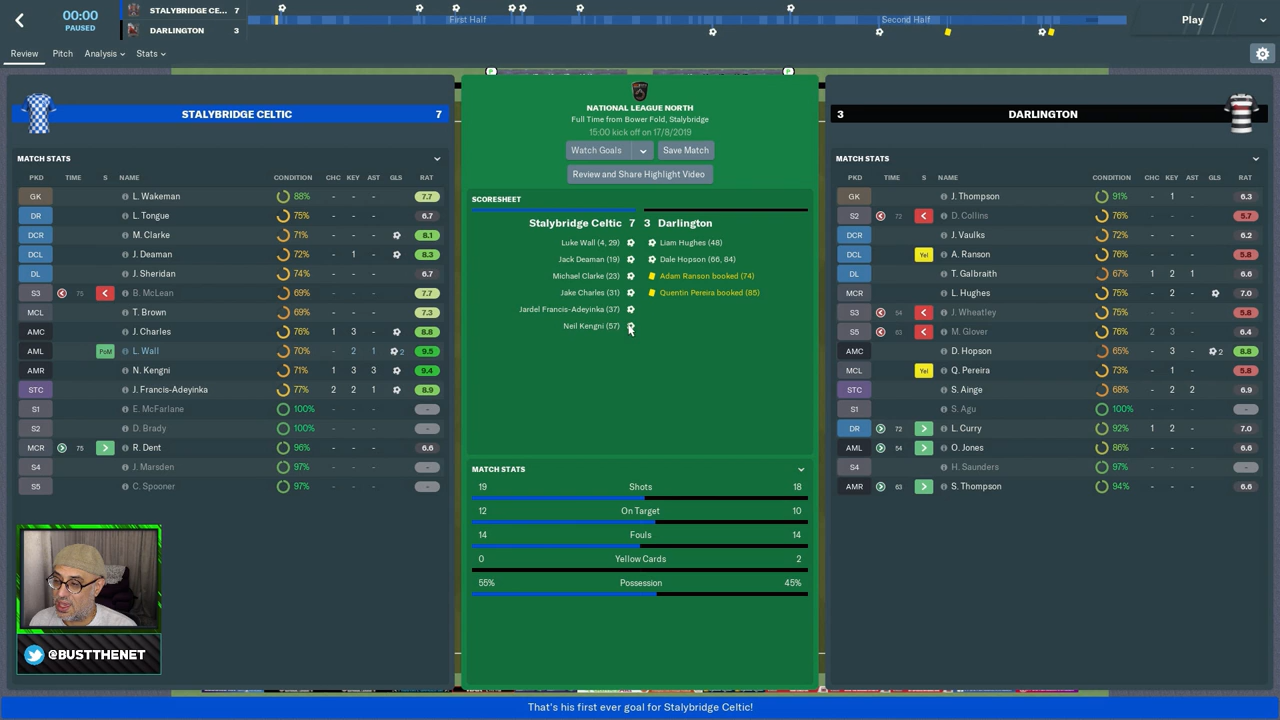 00:00
PAUSED
STALYBRIDGE CE... 7
DARLINGTON 3
First Half
Second Half
Play
Review Pitch Analysis Stats
STALYBRIDGE CELTIC 7
MATCH STATS
PKD TIME S NAME CONDITION CHC KEY AST GLS RAT
GK L. Wakeman 88% - - - 7.7
DR L. Tongue 75% - - - 6.7
DCR M. Clarke 71% - - - 8.1
DCL J. Deaman 72% - 1 - 8.3
DL J. Sheridan 74% - - - 6.7
S3 75 B. McLean 69% - - - 7.7
MCL T. Brown 69% - - - 7.3
AMC J. Charles 76% 1 3 - 8.8
AML PoM L. Wall 70% - 2 1 2 9.5
AMR N. Kengni 71% 1 3 3 9.4
STC J. Francis-Adeyinka 77% 2 2 1 8.9
S1 E. McFarlane 100% -
S2 D. Brady 100% -
MCR 75 R. Dent 96% - - - 6.6
S4 J. Marsden 97% -
S5 C. Spooner 97% -
@BUSTTHENET
P
P
NATIONAL LEAGUE NORTH
Full Time from Bower Fold, Stalybridge
15:00 kick off on 17/8/2019
Watch Goals Save Match
Review and Share Highlight Video
SCORESHEET
Stalybridge Celtic 7 3 Darlington
Luke Wall (4, 29) Liam Hughes (48)
Jack Deaman (19) Dale Hopson (66, 84)
Michael Clarke (23) Adam Ranson booked (74)
Jake Charles (31) Quentin Pereira booked (85)
Jardel Francis-Adeyinka (37)
Neil Kengni (57)
MATCH STATS
19 Shots 18
12 On Target 10
14 Fouls 14
0 Yellow Cards 2
55% Possession 45%
3 DARLINGTON
MATCH STATS
PKD TIME S NAME CONDITION CHC KEY AST GLS RAT
GK J. Thompson 91% - 1 - 6.3
S2 72 D. Collins 76% - - - 5.7
DCR J. Vaulks 72% - - - 6.2
DCL Yel A. Ranson 76% - - - 5.8
DL T. Galbraith 67% 1 2 1 6.6
MCR L. Hughes 75% - 2 - 7.0
S3 54 J. Wheatley 75% - - - 5.8
S5 63 M. Glover 76% 2 3 - 6.4
AMC D. Hopson 65% - 3 - 2 8.8
MCL Yel Q. Pereira 73% - 1 - 5.8
STC S. Ainge 68% - 2 2 6.9
S1 S. Agu 100% -
DR 72 L. Curry 92% 1 2 - 7.0
AML 54 O. Jones 86% - - - 6.6
S4 H. Saunders 97% -
AMR 63 S. Thompson 94% - - - 6.6
That's his first ever goal for Stalybridge Celtic!